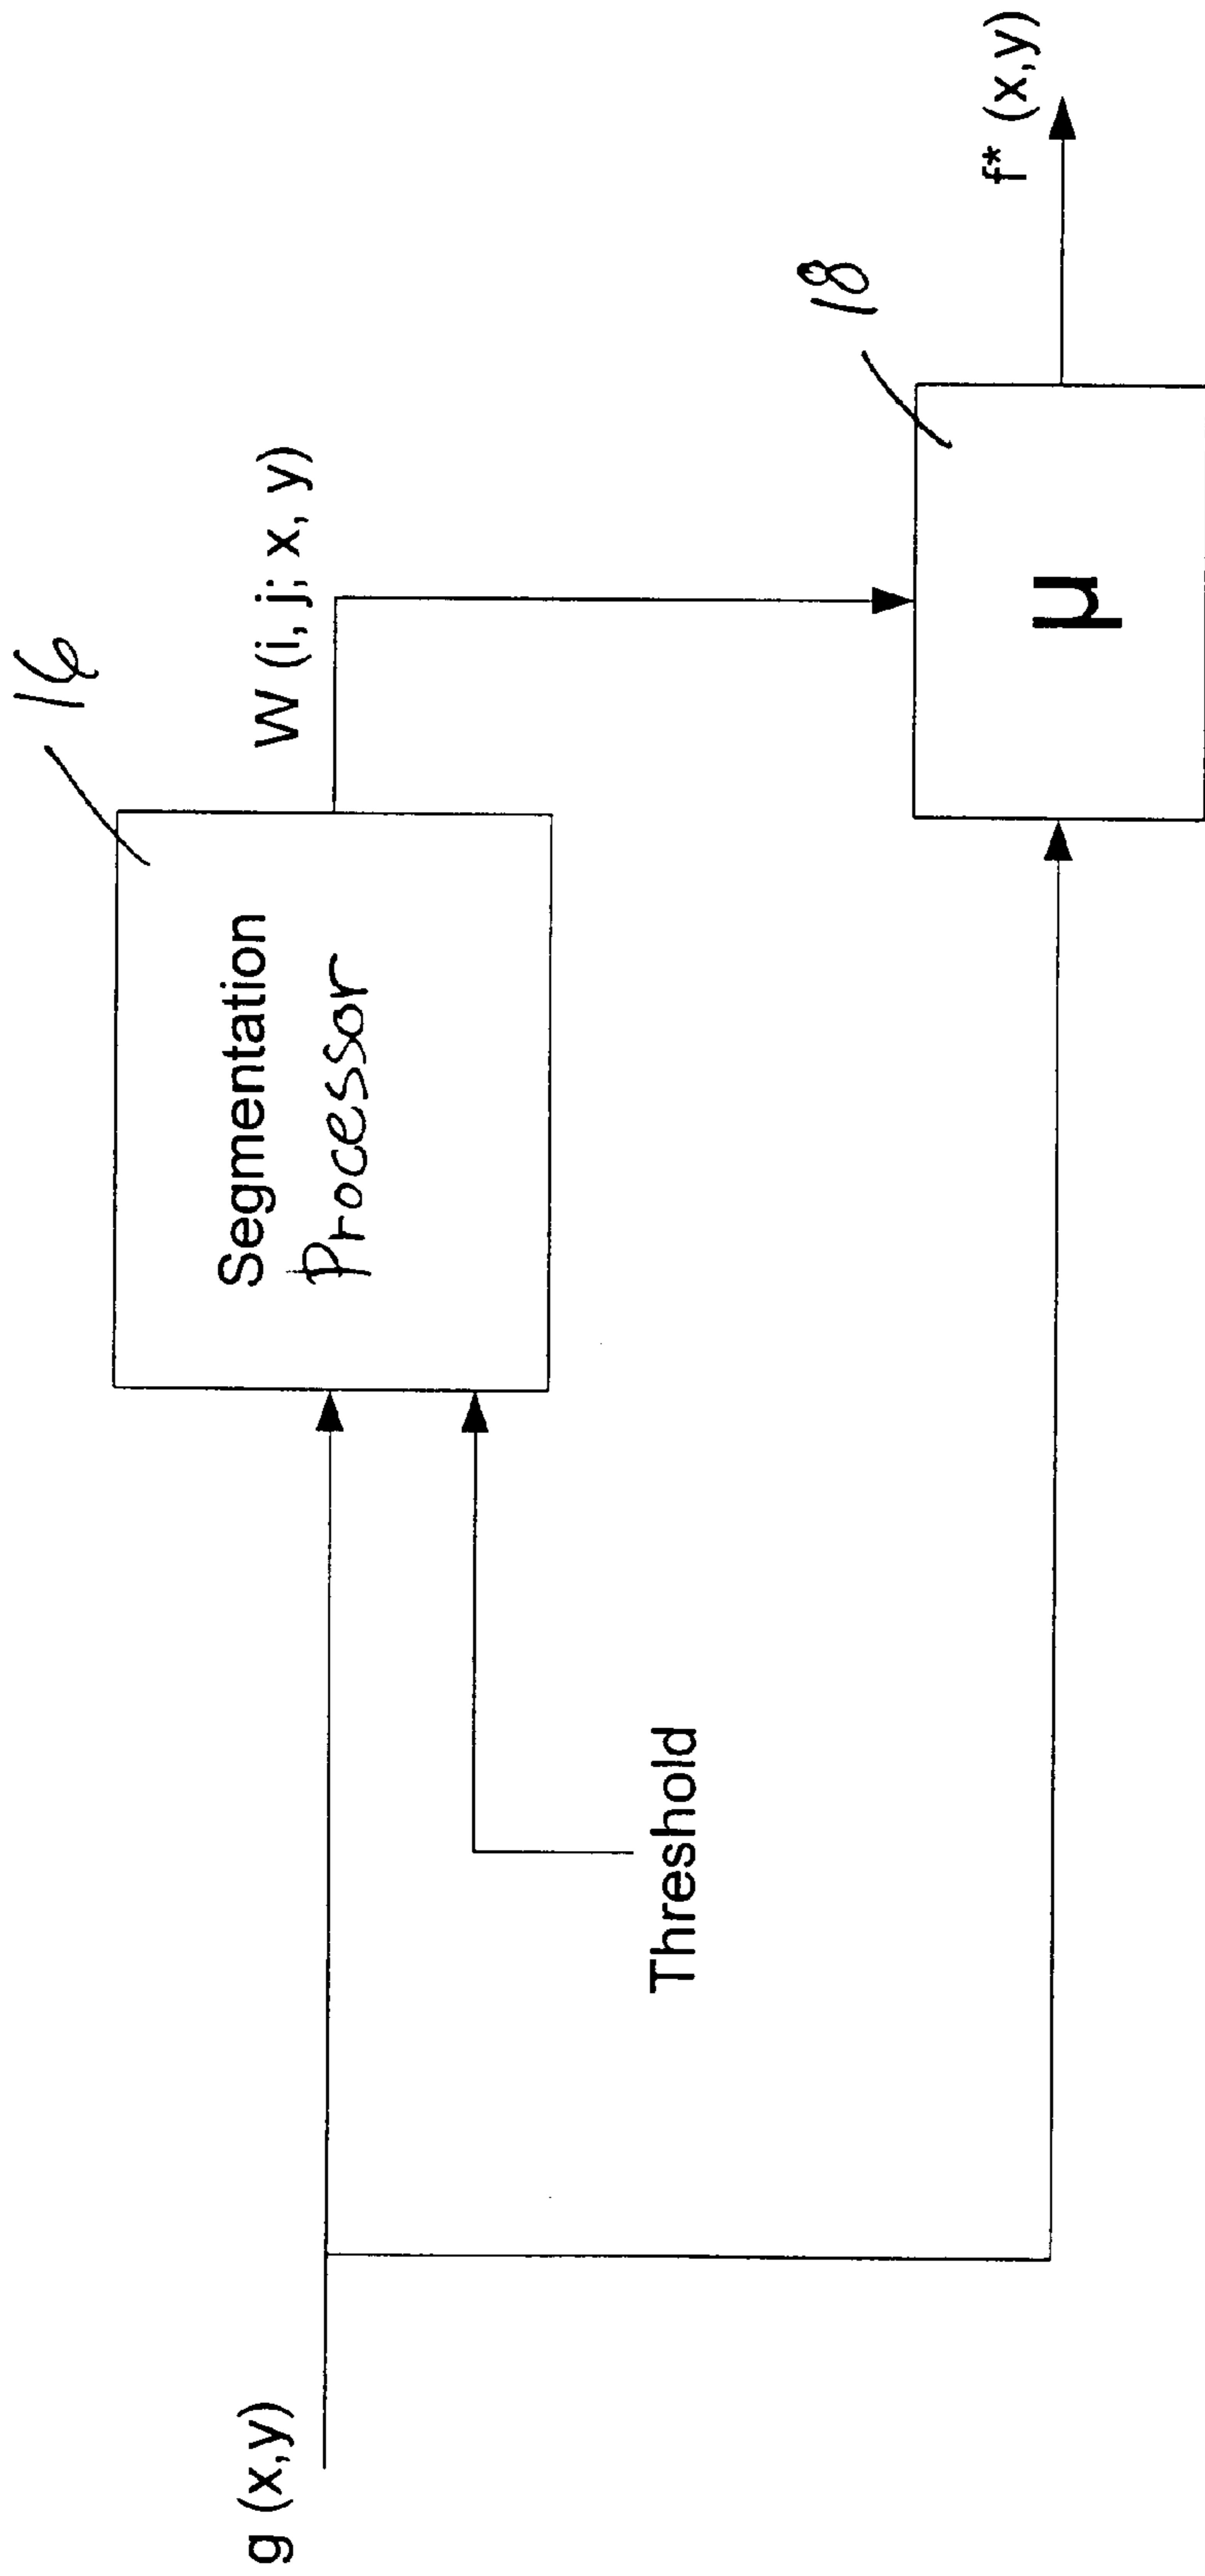 g (x,y)
Threshold
Segmentation
Processor
16
W (i, j; x, y)
µ
18
f* (x,y)